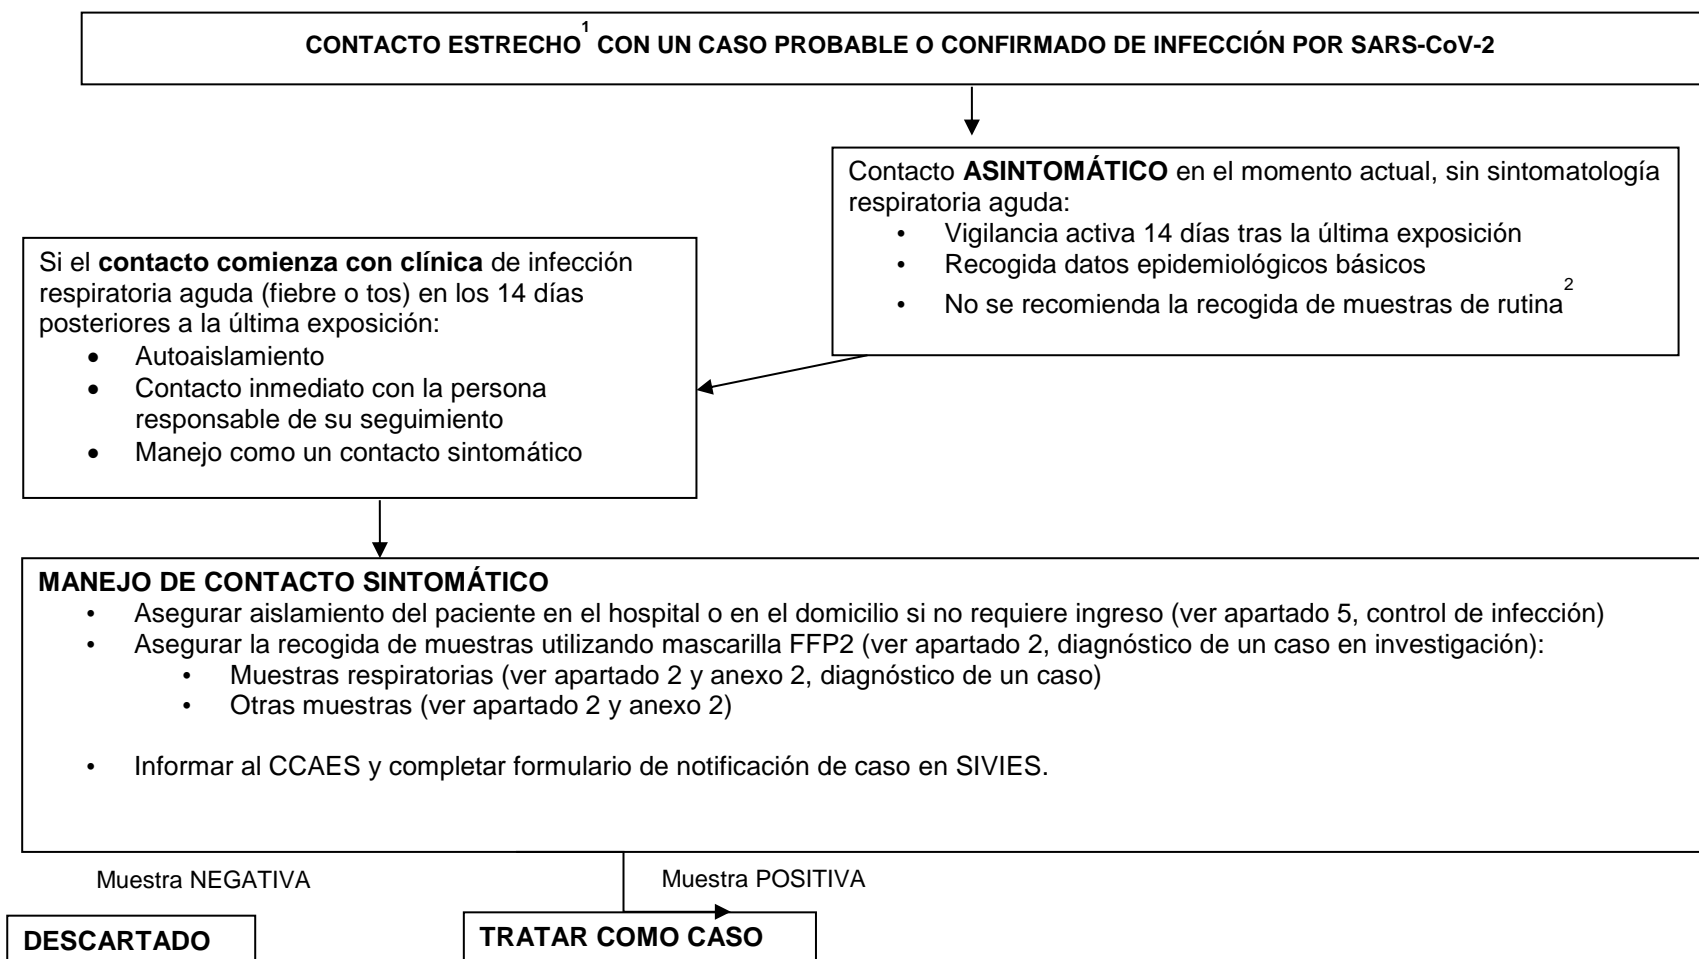 CONTACTO ESTRECHO1 CON UN CASO PROBABLE O CONFIRMADO DE INFECCIÓN POR SARS-CoV-2
Contacto ASINTOMÁTICO en el momento actual, sin sintomatología
respiratoria aguda:
• Vigilancia activa 14 días tras la última exposición
• Recogida datos epidemiológicos básicos
• No se recomienda la recogida de muestras de rutina2
Si el contacto comienza con clínica de infección
respiratoria aguda (fiebre o tos) en los 14 días
posteriores a la última exposición:
• Autoaislamiento
• Contacto inmediato con la persona
responsable de su seguimiento
• Manejo como un contacto sintomático
MANEJO DE CONTACTO SINTOMÁTICO
• Asegurar aislamiento del paciente en el hospital o en el domicilio si no requiere ingreso (ver apartado 5, control de infección)
• Asegurar la recogida de muestras utilizando mascarilla FFP2 (ver apartado 2, diagnóstico de un caso en investigación):
• Muestras respiratorias (ver apartado 2 y anexo 2, diagnóstico de un caso)
• Otras muestras (ver apartado 2 y anexo 2)
• Informar al CCAES y completar formulario de notificación de caso en SIVIES.
Muestra NEGATIVA
Muestra POSITIVA
DESCARTADO
TRATAR COMO CASO